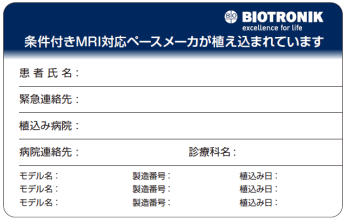 BIOTRONIK
excellence for life
条件付きMRI対応ペースメーカが植え込まれています
患者氏名：
緊急連絡先：
植込み病院：
病院連絡先： 診療科名：
モデル名： 製造番号： 植込み日：
モデル名： 製造番号： 植込み日：
モデル名： 製造番号： 植込み日：